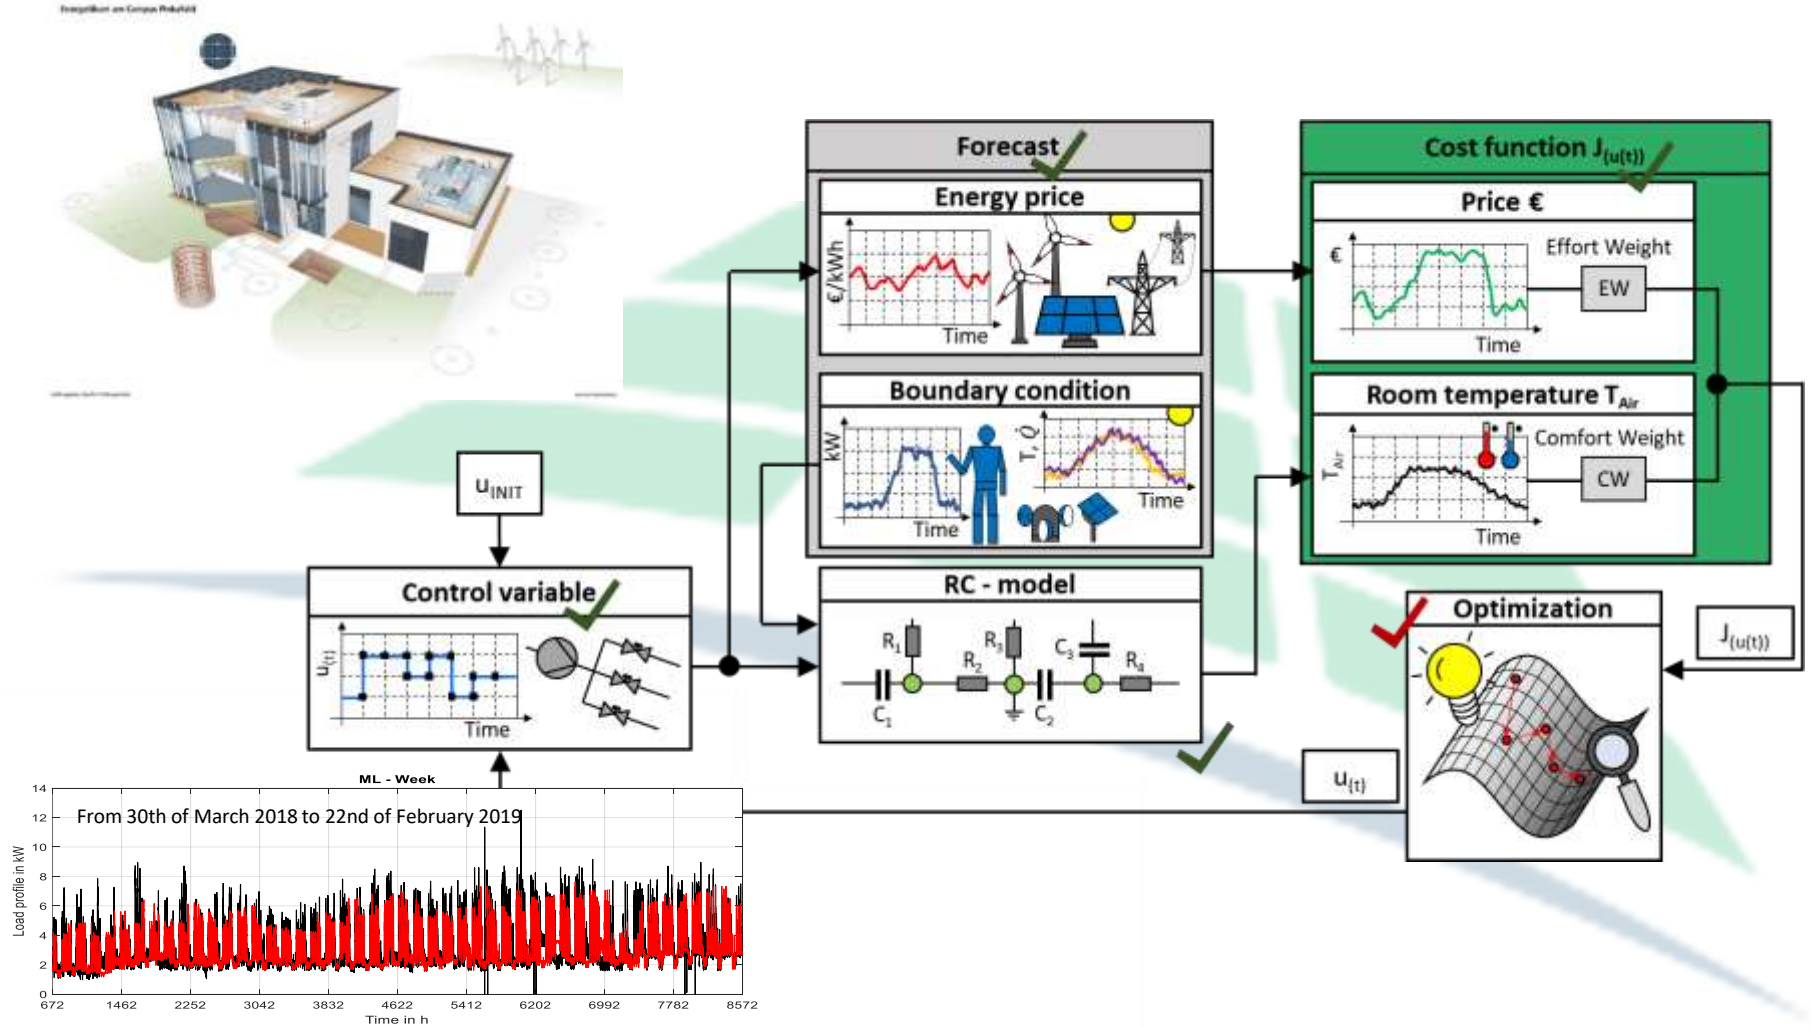 Energetikum am Campus Pinkafeld
Forecast
Energy price
€/kWh
Time
Boundary condition
kW
Time
T, Q̇
Time
Cost function J(u(t))
Price €
€
Effort Weight
EW
Time
Room temperature TAir
TAir
Comfort Weight
CW
Time
uINIT
Control variable
u(t)
Time
RC - model
R1
R2
R3
R4
C1
C2
C3
Optimization
J(u(t))
u(t)
ML - Week
From 30th of March 2018 to 22nd of February 2019
Load profile in kW
14
12
10
8
6
4
2
0
672 1462 2252 3042 3832 4622 5412 6202 6992 7782 8572
Time in h